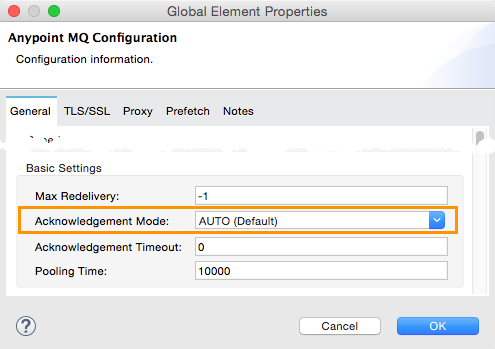 Global Element Properties
Anypoint MQ Configuration
Configuration information.
General TLS/SSL Proxy Prefetch Notes
Basic Settings
Max Redelivery: -1
Acknowledgement Mode: AUTO (Default)
Acknowledgement Timeout: 0
Pooling Time: 10000
? Cancel OK